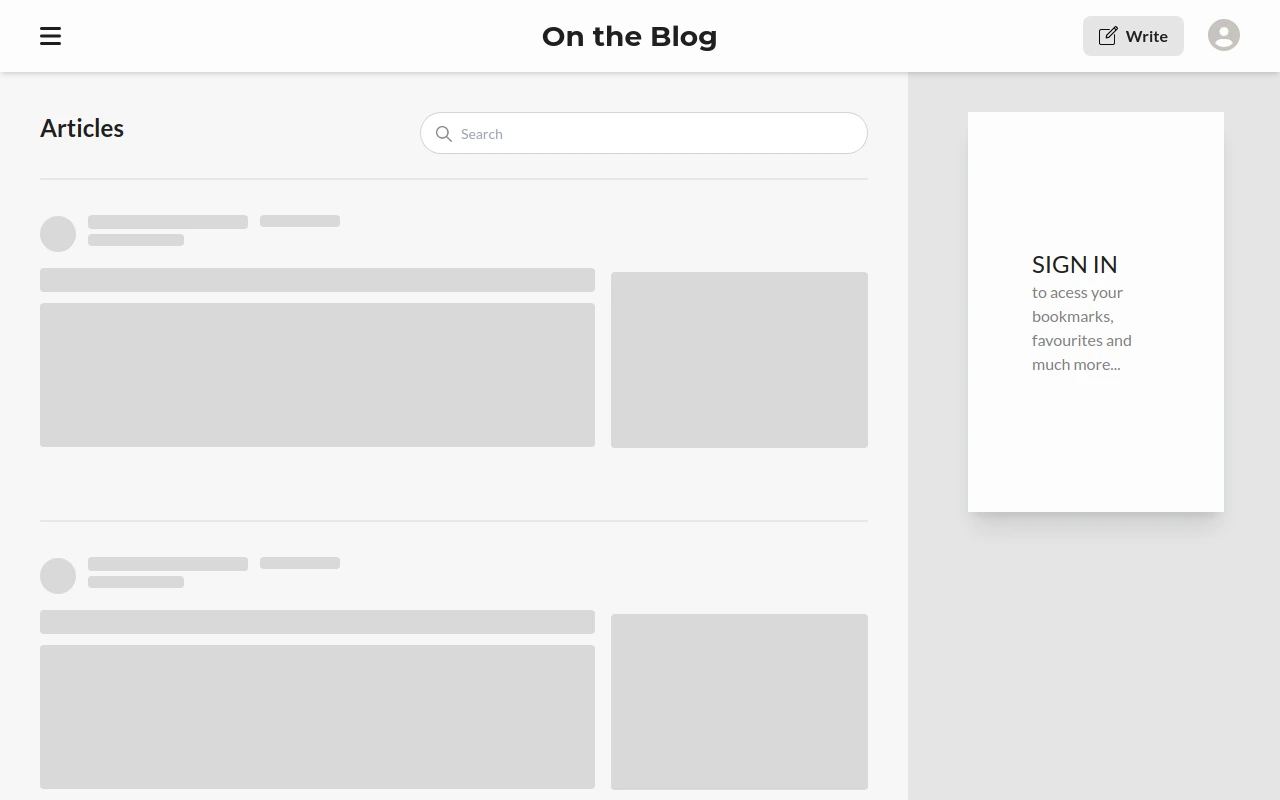 On the Blog
Write
Articles
Search
SIGN IN
to acess your
bookmarks,
favourites and
much more...